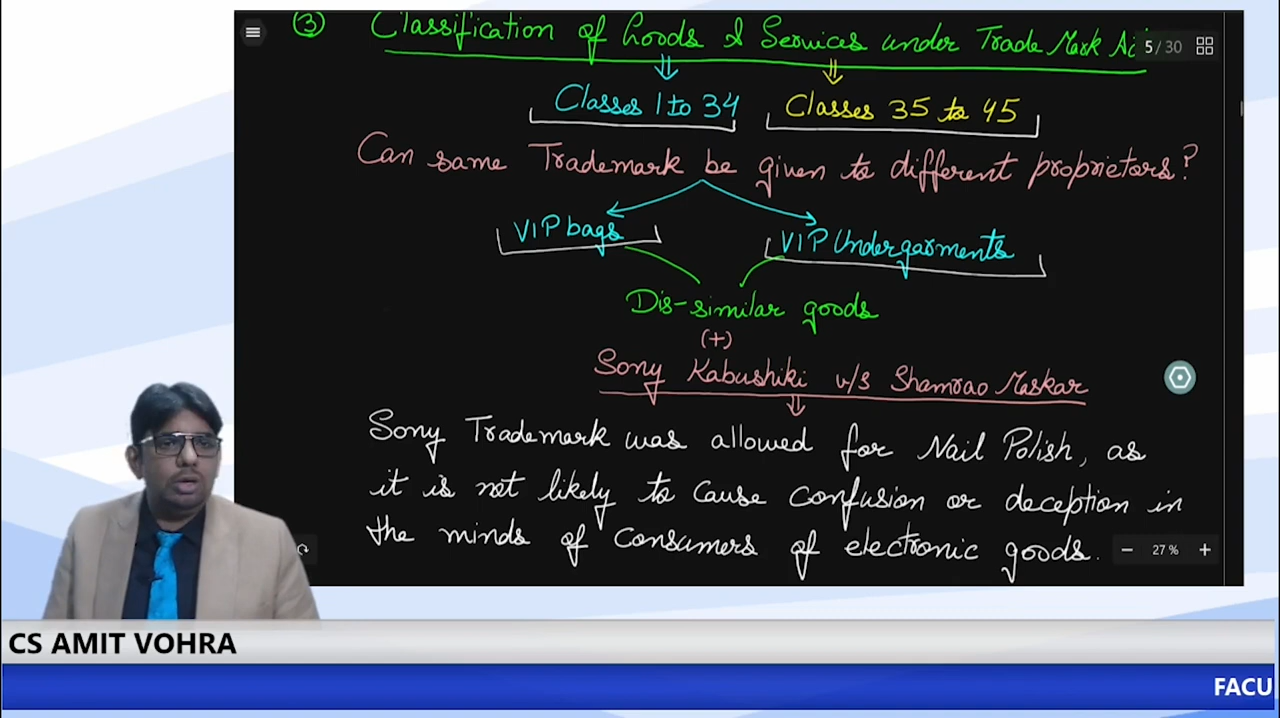 ③ Classification of Goods & Services under Trade Mark
5 / 30
Classes 1 to 34 Classes 35 to 45
Can same Trademark be given to different proprietors?
VIP bags VIP Undergarments
Dis-similar goods
(+)
Sony Kabushiki v/s Shamrao Maskar
Sony Trademark was allowed for Nail Polish, as
it is not likely to cause confusion or deception in
the minds of consumers of electronic goods.
− 27 % +
CS AMIT VOHRA
FACU